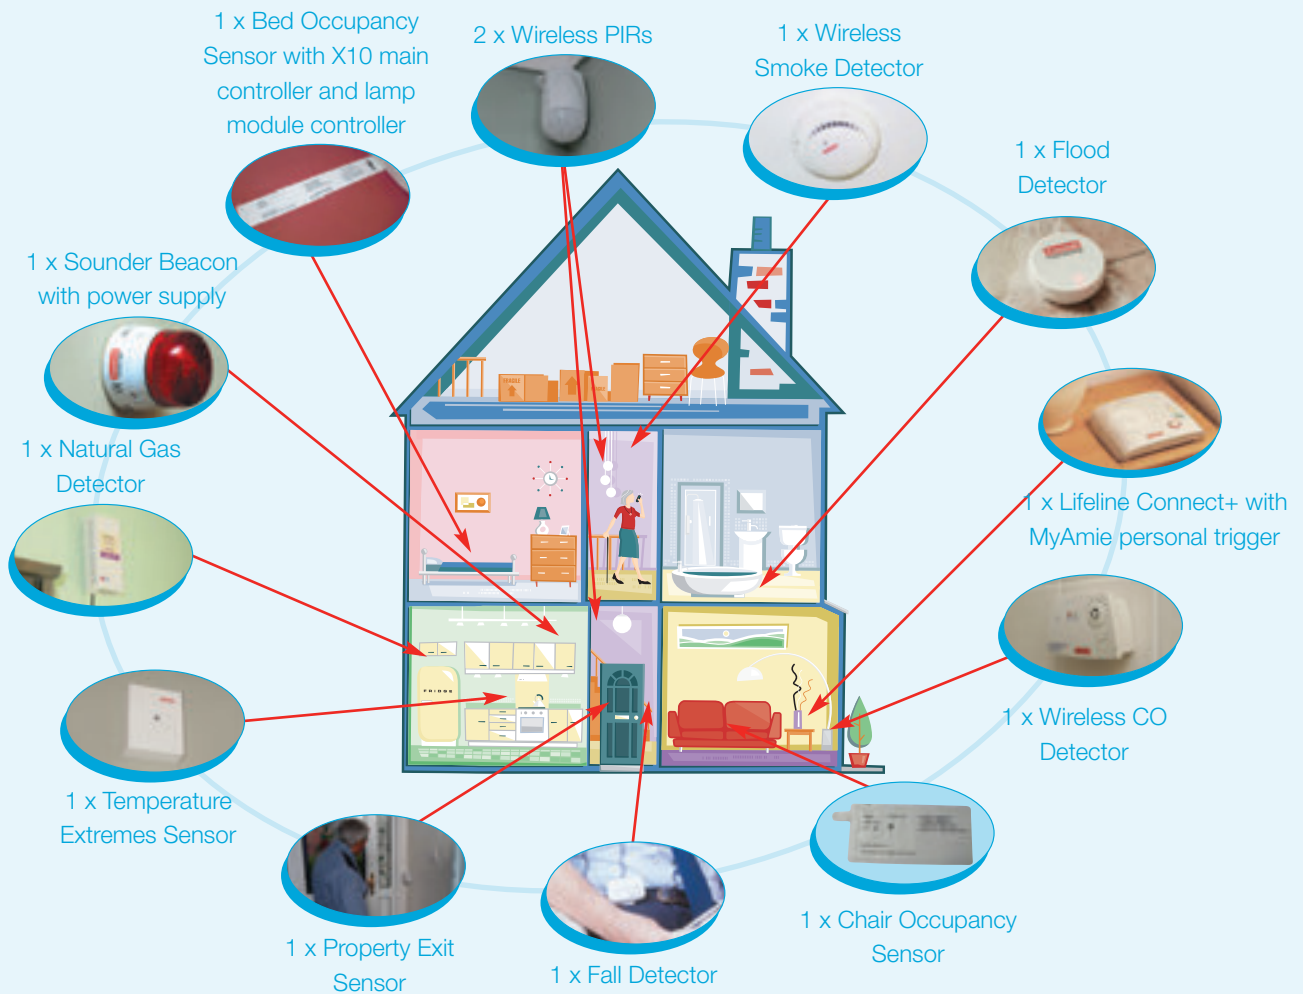 1 x Bed Occupancy
Sensor with X10 main
controller and lamp
module controller
2 x Wireless PIRs
1 x Wireless
Smoke Detector
1 x Flood
Detector
1 x Sounder Beacon
with power supply
1 x Natural Gas
Detector
1 x Lifeline Connect+ with
MyAmie personal trigger
FRIDGE
1 x Wireless CO
Detector
1 x Temperature
Extremes Sensor
1 x Chair Occupancy
Sensor
1 x Property Exit
Sensor
1 x Fall Detector